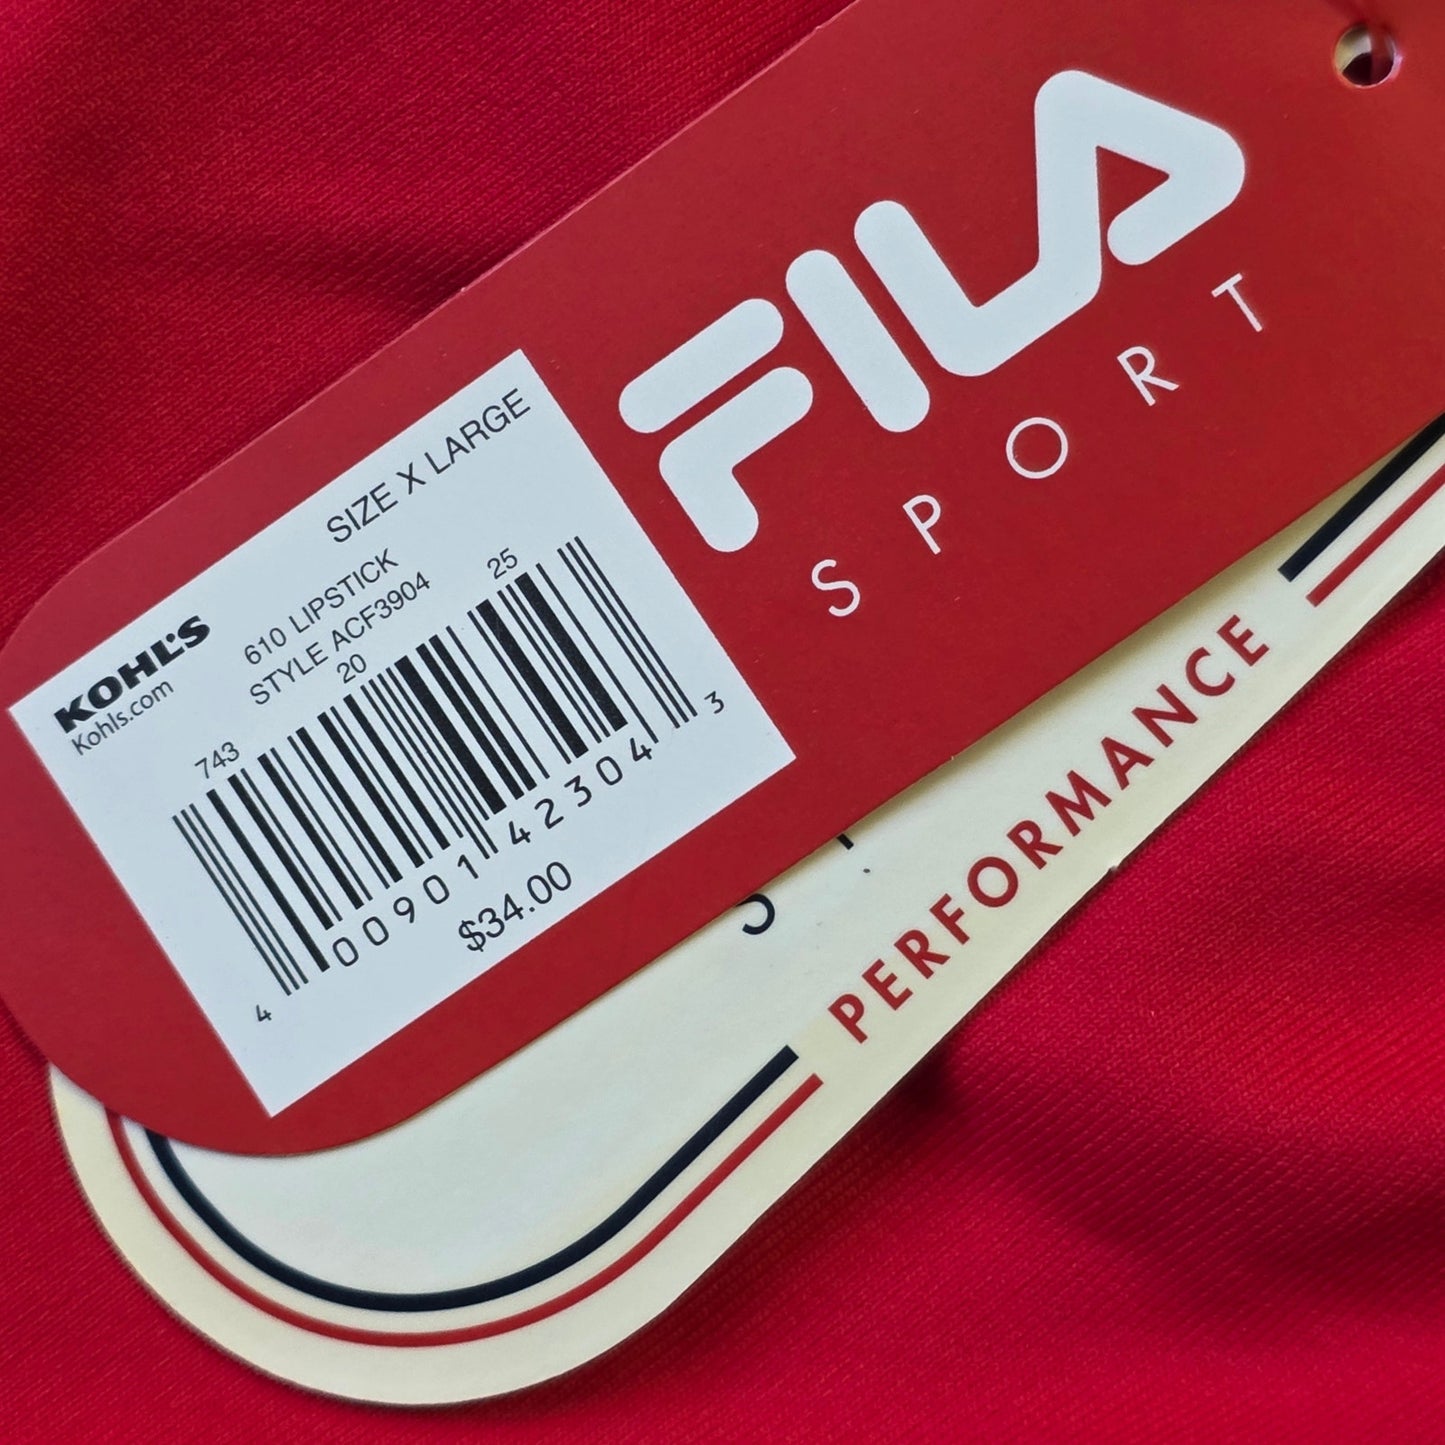 FILA
SPORT
SIZE X LARGE
KOHL'S
Kohls.com
610 LIPSTICK
STYLE ACF3904
743 20 25
4 00901 42304 3
$34.00
PERFORMANCE